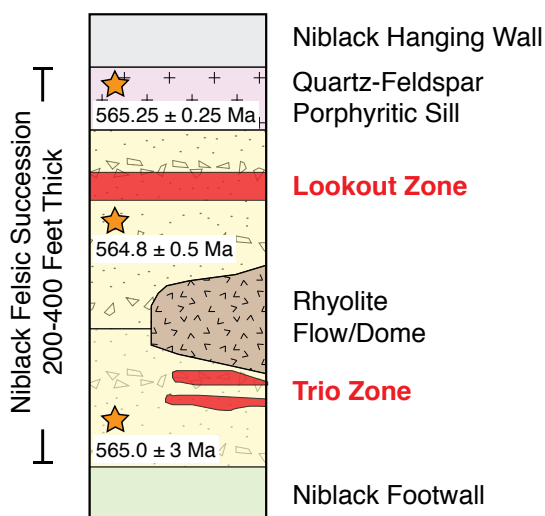 Niblack Hanging Wall
Quartz-Feldspar
Porphyritic Sill
565.25 ± 0.25 Ma
Lookout Zone
564.8 ± 0.5 Ma
Rhyolite
Flow/Dome
Trio Zone
565.0 ± 3 Ma
Niblack Footwall
Niblack Felsic Succession
200-400 Feet Thick